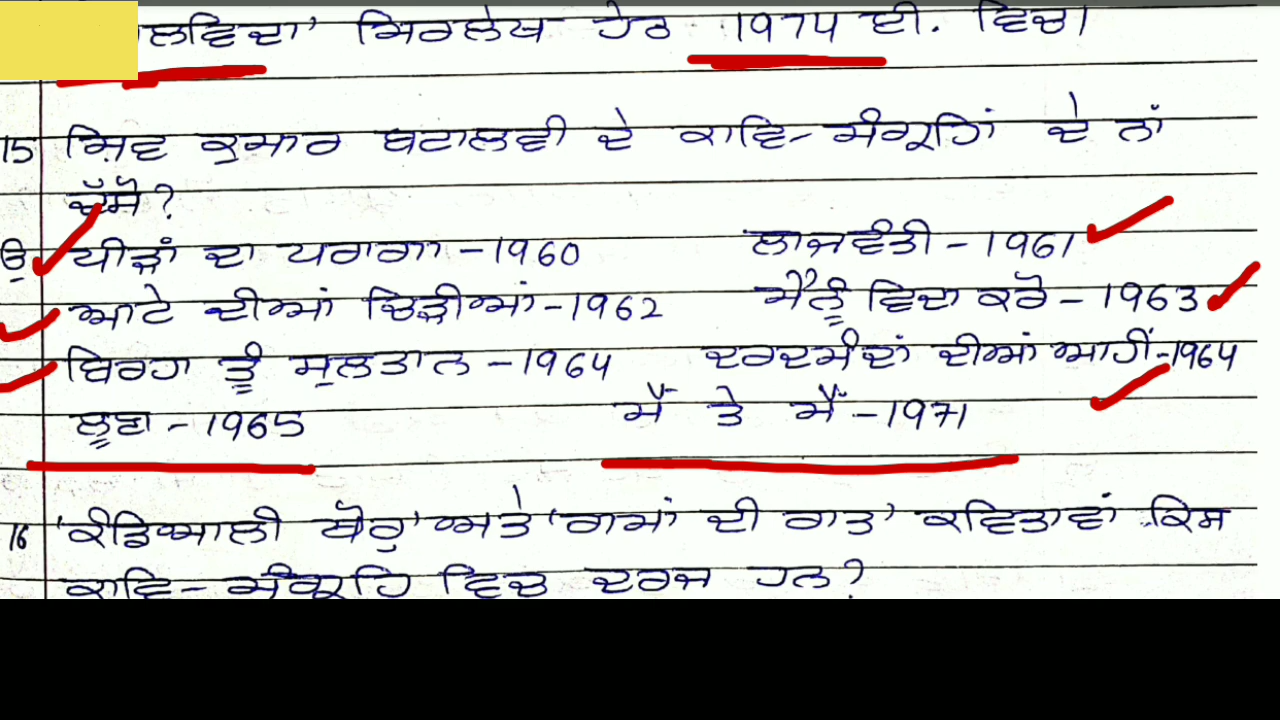 ਲਵਿਦਾ' ਸਿਰਲੇਖ ਹੇਠ 1974 ਈ. ਵਿਚ।
15 ਸ਼ਿਵ ਕੁਮਾਰ ਬਟਾਲਵੀ ਦੇ ਕਾਵਿ-ਸੰਗ੍ਰਹਿਾਂ ਦੇ ਨਾਂ
ਦੱਸੋ?
ਉ. ਪੀੜਾਂ ਦਾ ਪਰਾਗਾ - 1960 ਲਾਜਵੰਤੀ - 1961
ਆਟੇ ਦੀਆਂ ਚਿੜੀਆਂ - 1962 ਮੈਂਨੂੰ ਵਿਦਾ ਕਰੋ - 1963
ਬਿਰਹਾ ਤੂੰ ਸੁਲਤਾਨ - 1964 ਦਰਦਮੰਦਾਂ ਦੀਆਂ ਆਹੀਂ - 1964
ਲੂਣਾ - 1965 ਮੈਂ ਤੇ ਮੈਂ - 1971
16 'ਕੰਡਿਆਲੀ ਥੋਰ੍ਹ' ਅਤੇ 'ਗਮਾਂ ਦੀ ਰਾਤ' ਕਵਿਤਾਵਾਂ ਕਿਸ
ਕਾਵਿ-ਸੰਗ੍ਰਹਿ ਵਿਚ ਦਰਜ ਹਨ?